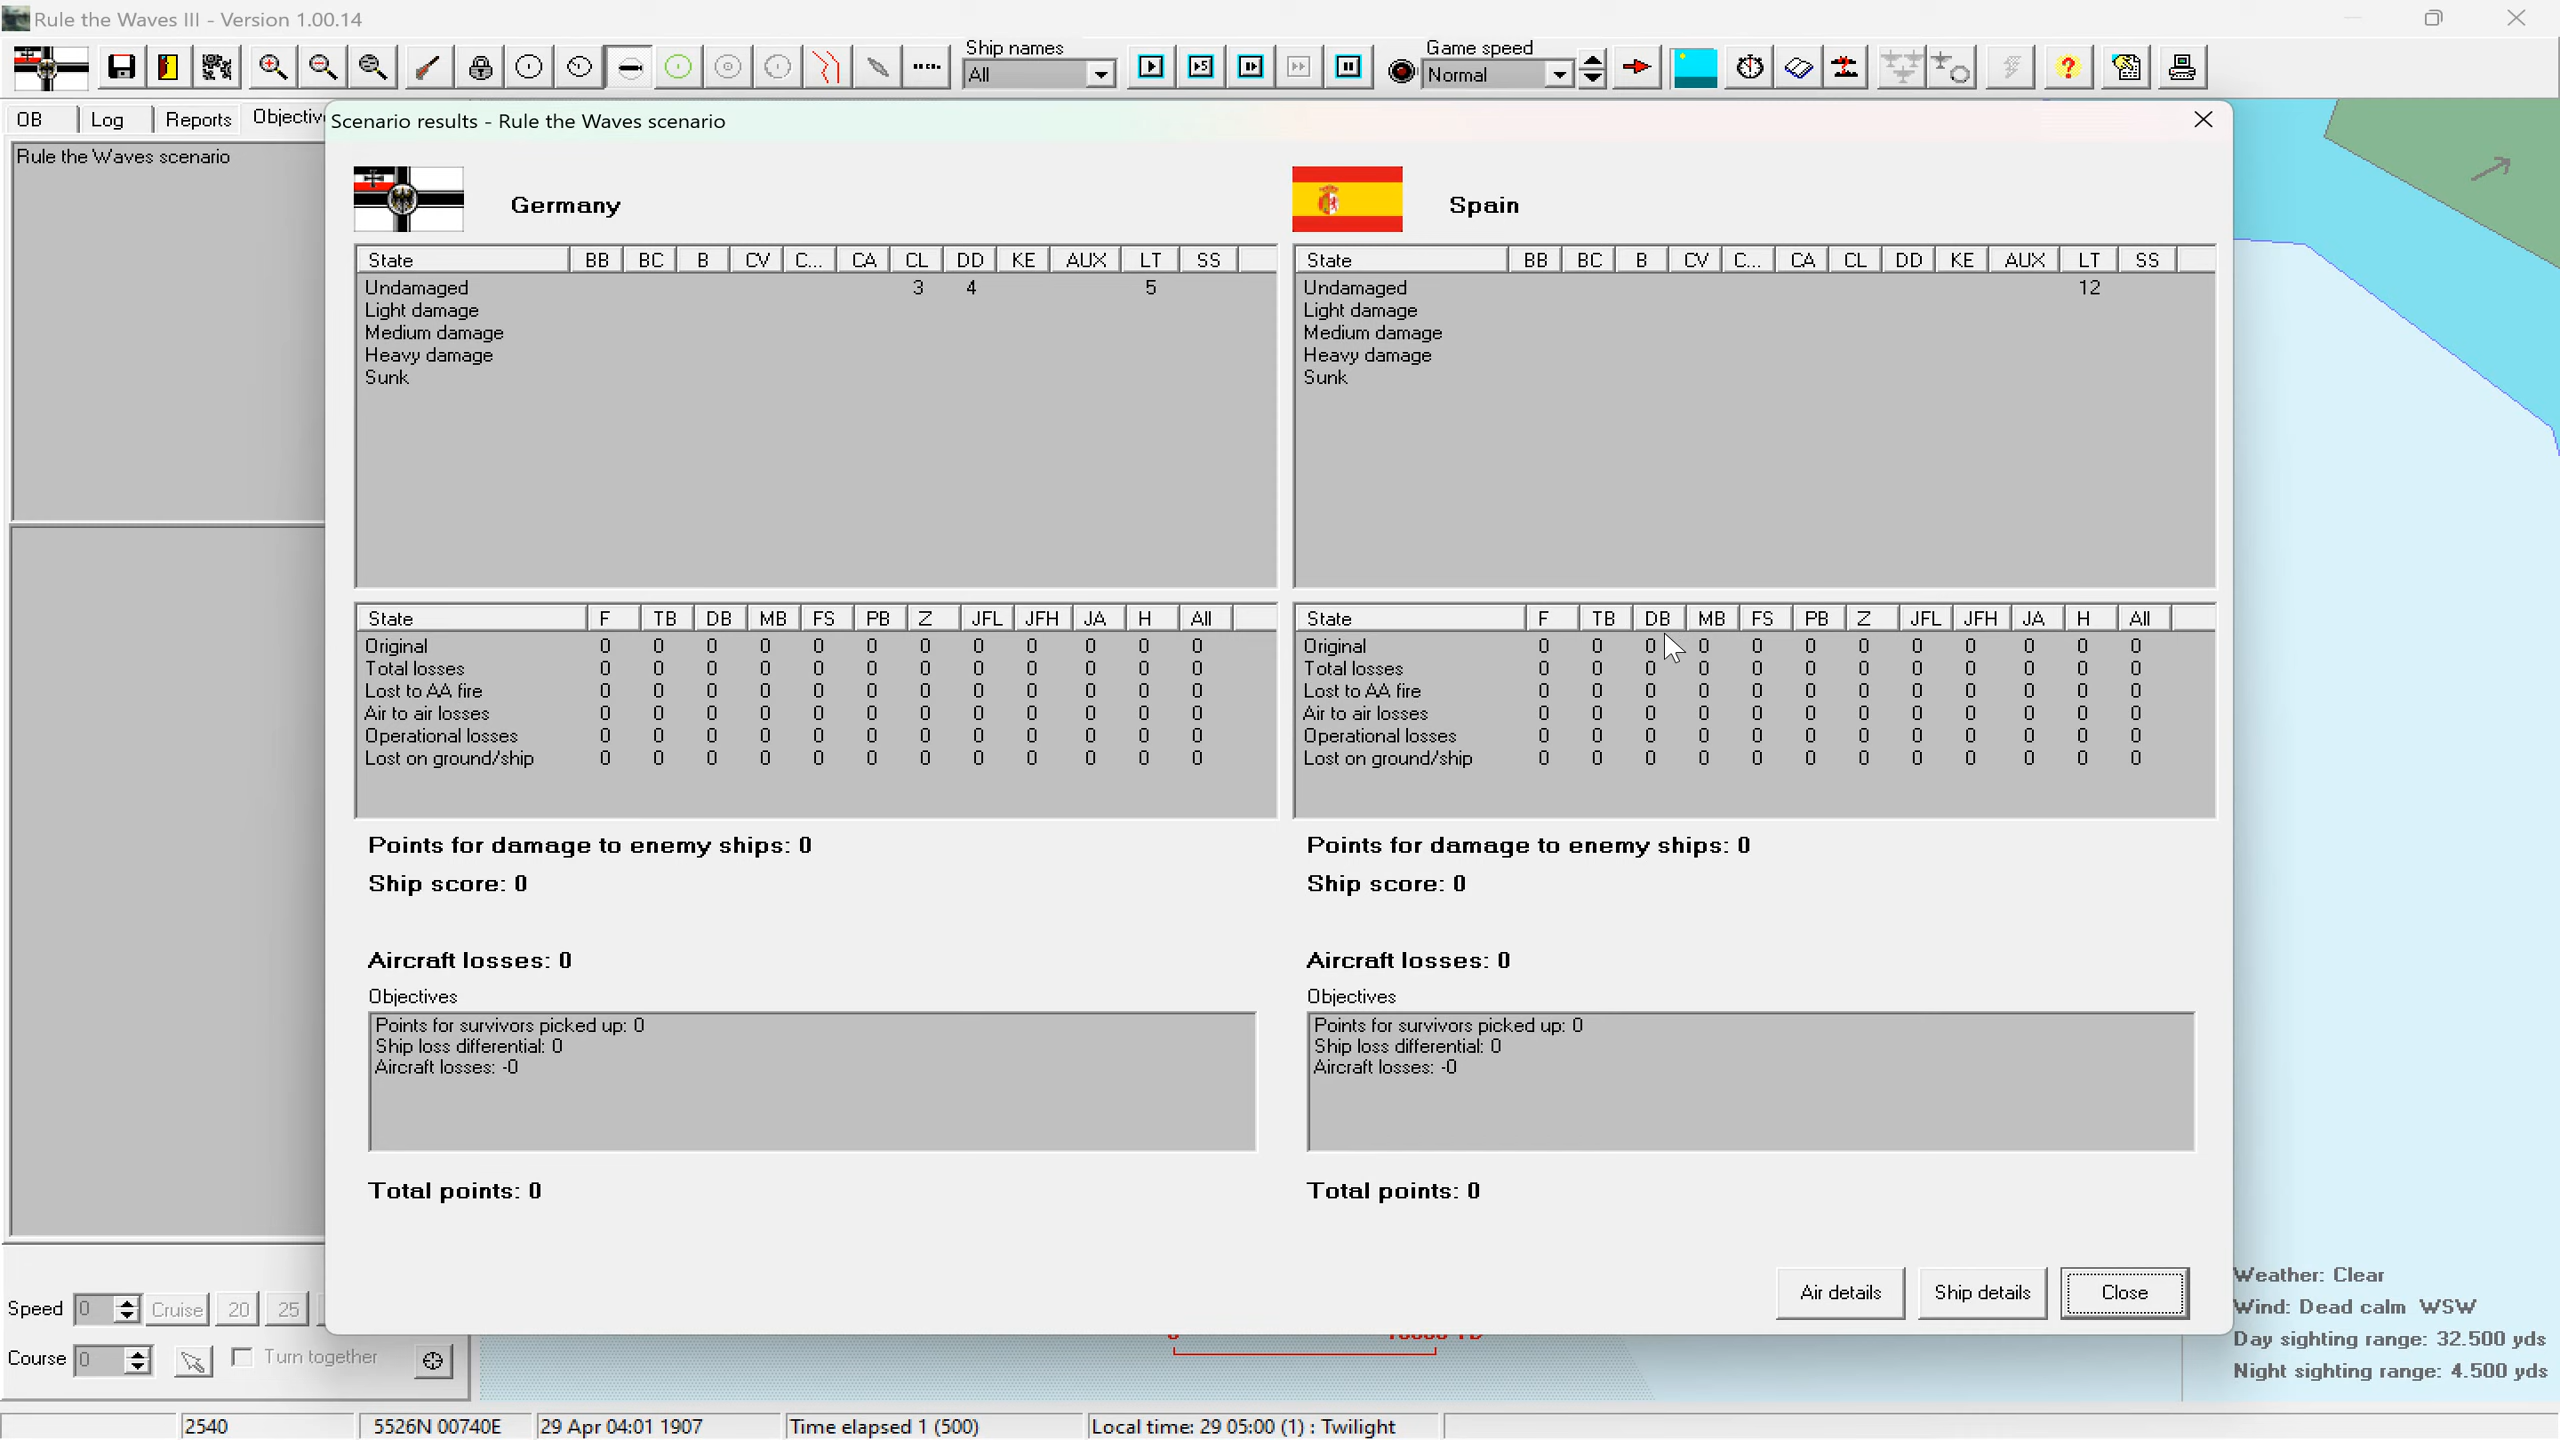 Rule the Waves III - Version 1.00.14
Ship names
All
Game speed
Normal
OB Log Reports Objectiv
Rule the Waves scenario
Scenario results - Rule the Waves scenario
Germany
State BB BC B CV C... CA CL DD KE AUX LT SS
Undamaged 3 4 5
Light damage
Medium damage
Heavy damage
Sunk
State F TB DB MB FS PB Z JFL JFH JA H All
Original 0 0 0 0 0 0 0 0 0 0 0 0
Total losses 0 0 0 0 0 0 0 0 0 0 0 0
Lost to AA fire 0 0 0 0 0 0 0 0 0 0 0 0
Air to air losses 0 0 0 0 0 0 0 0 0 0 0 0
Operational losses 0 0 0 0 0 0 0 0 0 0 0 0
Lost on ground/ship 0 0 0 0 0 0 0 0 0 0 0 0
Points for damage to enemy ships: 0
Ship score: 0
Aircraft losses: 0
Objectives
Points for survivors picked up: 0
Ship loss differential: 0
Aircraft losses: -0
Total points: 0
Spain
State BB BC B CV C... CA CL DD KE AUX LT SS
Undamaged 12
Light damage
Medium damage
Heavy damage
Sunk
State F TB DB MB FS PB Z JFL JFH JA H All
Original 0 0 0 0 0 0 0 0 0 0 0 0
Total losses 0 0 0 0 0 0 0 0 0 0 0 0
Lost to AA fire 0 0 0 0 0 0 0 0 0 0 0 0
Air to air losses 0 0 0 0 0 0 0 0 0 0 0 0
Operational losses 0 0 0 0 0 0 0 0 0 0 0 0
Lost on ground/ship 0 0 0 0 0 0 0 0 0 0 0 0
Points for damage to enemy ships: 0
Ship score: 0
Aircraft losses: 0
Objectives
Points for survivors picked up: 0
Ship loss differential: 0
Aircraft losses: -0
Total points: 0
Air details Ship details Close
Speed 0 Cruise 20 25
Course 0 Turn together
Weather: Clear
Wind: Dead calm WSW
Day sighting range: 32.500 yds
Night sighting range: 4.500 yds
2540 5526N 00740E 29 Apr 04:01 1907 Time elapsed 1 (500) Local time: 29 05:00 (1) : Twilight